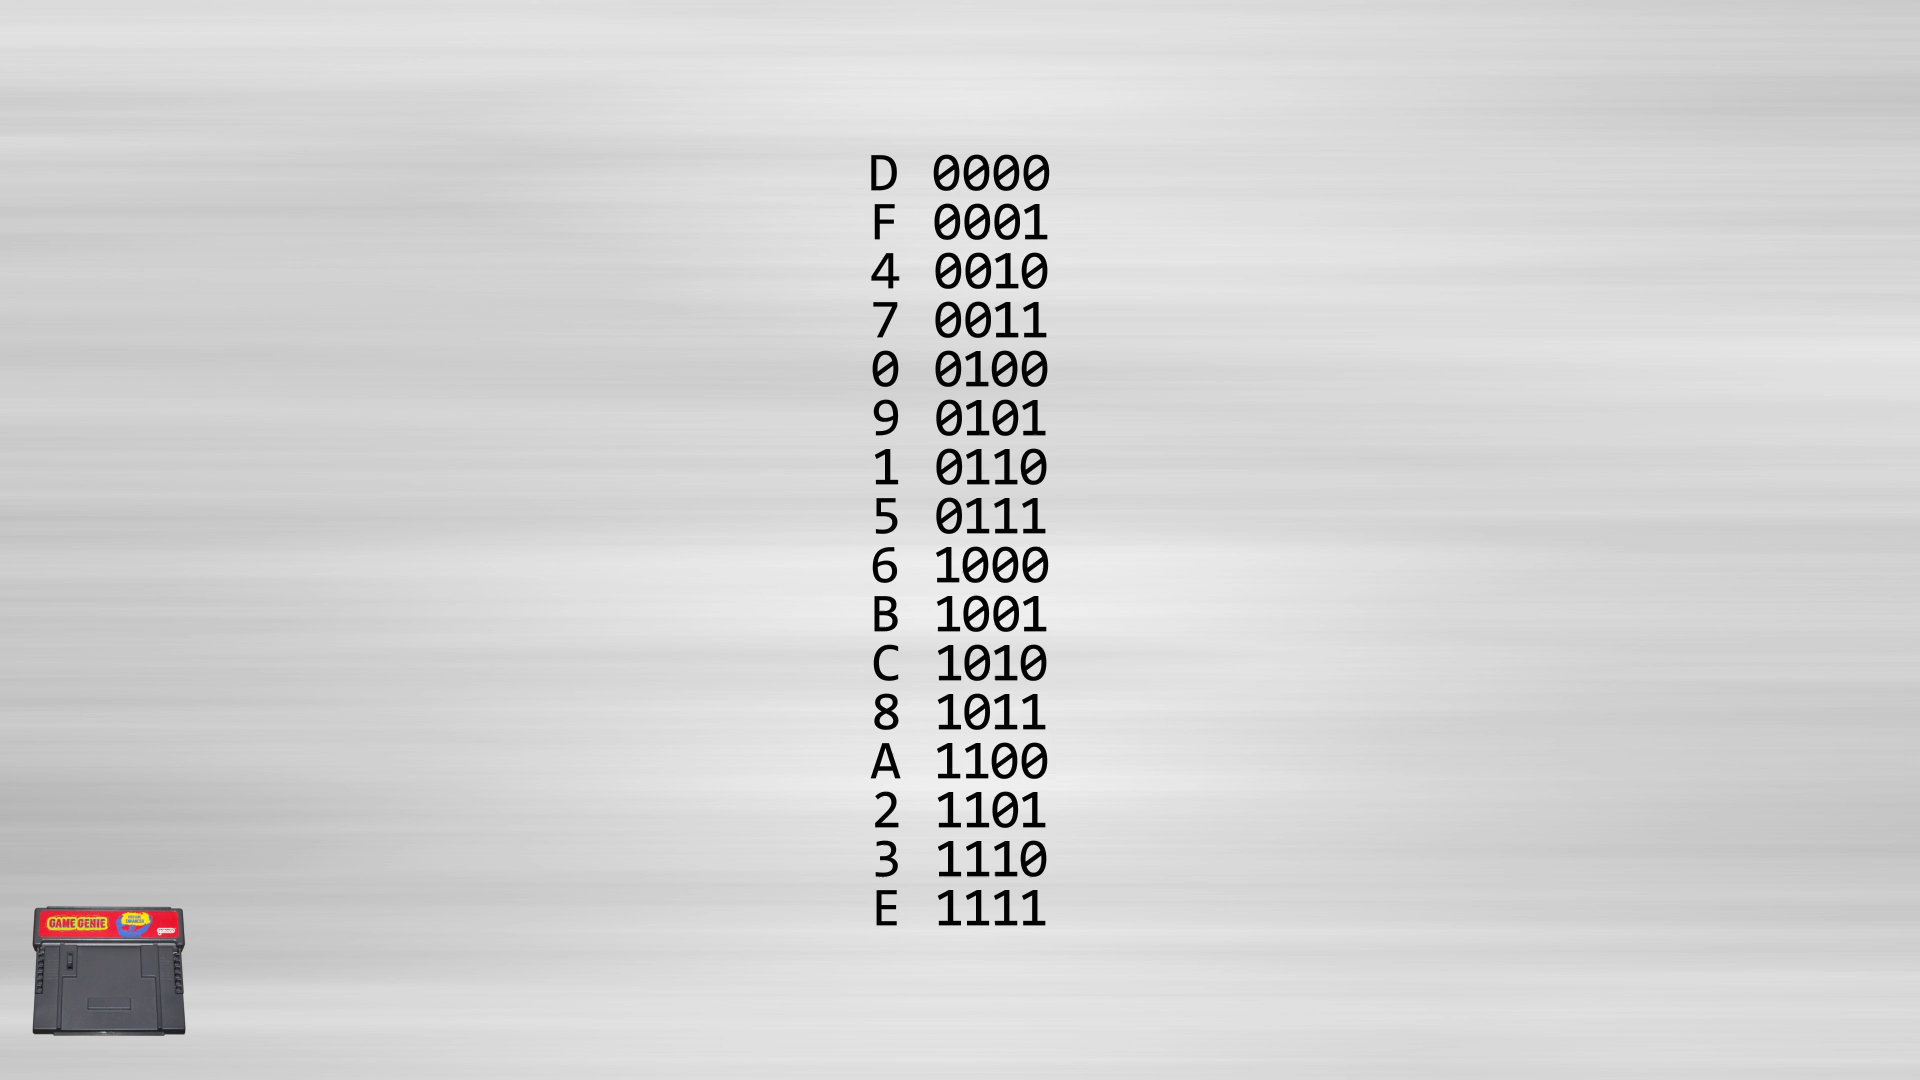 D 0000
F 0001
4 0010
7 0011
0 0100
9 0101
1 0110
5 0111
6 1000
B 1001
C 1010
8 1011
A 1100
2 1101
3 1110
E 1111
GAME GENIE